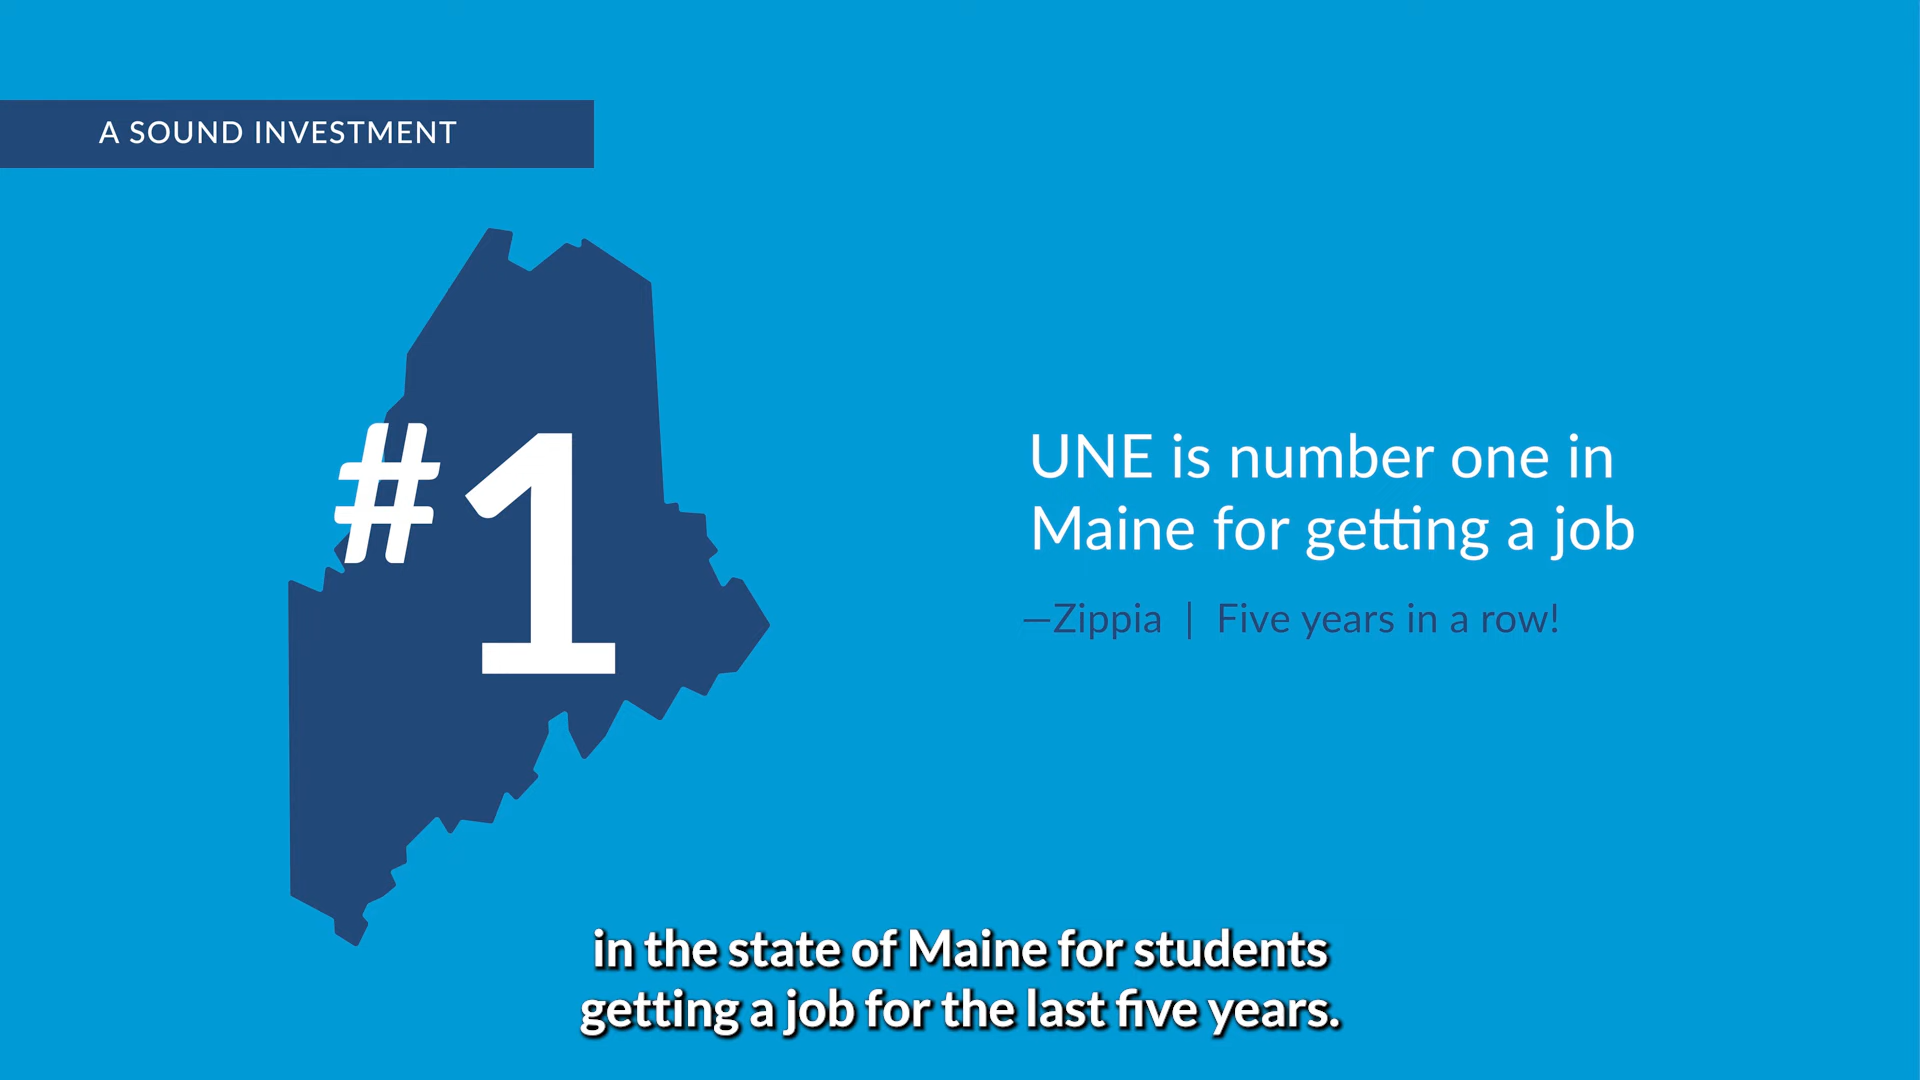 A SOUND INVESTMENT
#1
UNE is number one in
Maine for getting a job
—Zippia | Five years in a row!
in the state of Maine for students
getting a job for the last five years.